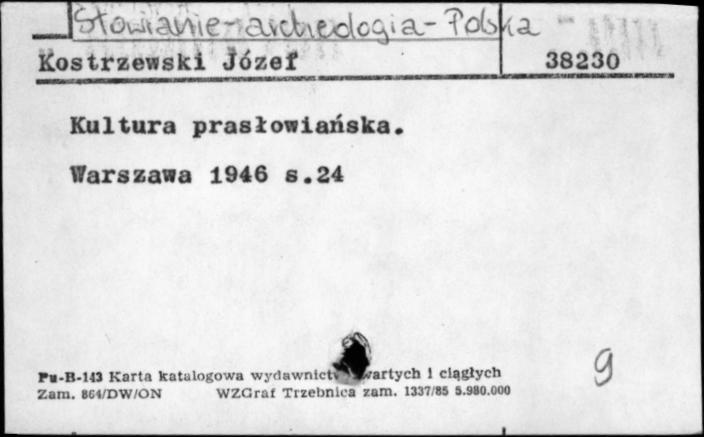 Słowianie - archeologia - Polska
Kostrzewski Józef 38230
Kultura prasłowiańska.
Warszawa 1946 s.24
Pu-B-143 Karta katalogowa wydawnictw zwartych i ciągłych
Zam. 864/DW/ON WZGraf Trzebnica zam. 1337/85 5.980.000
9